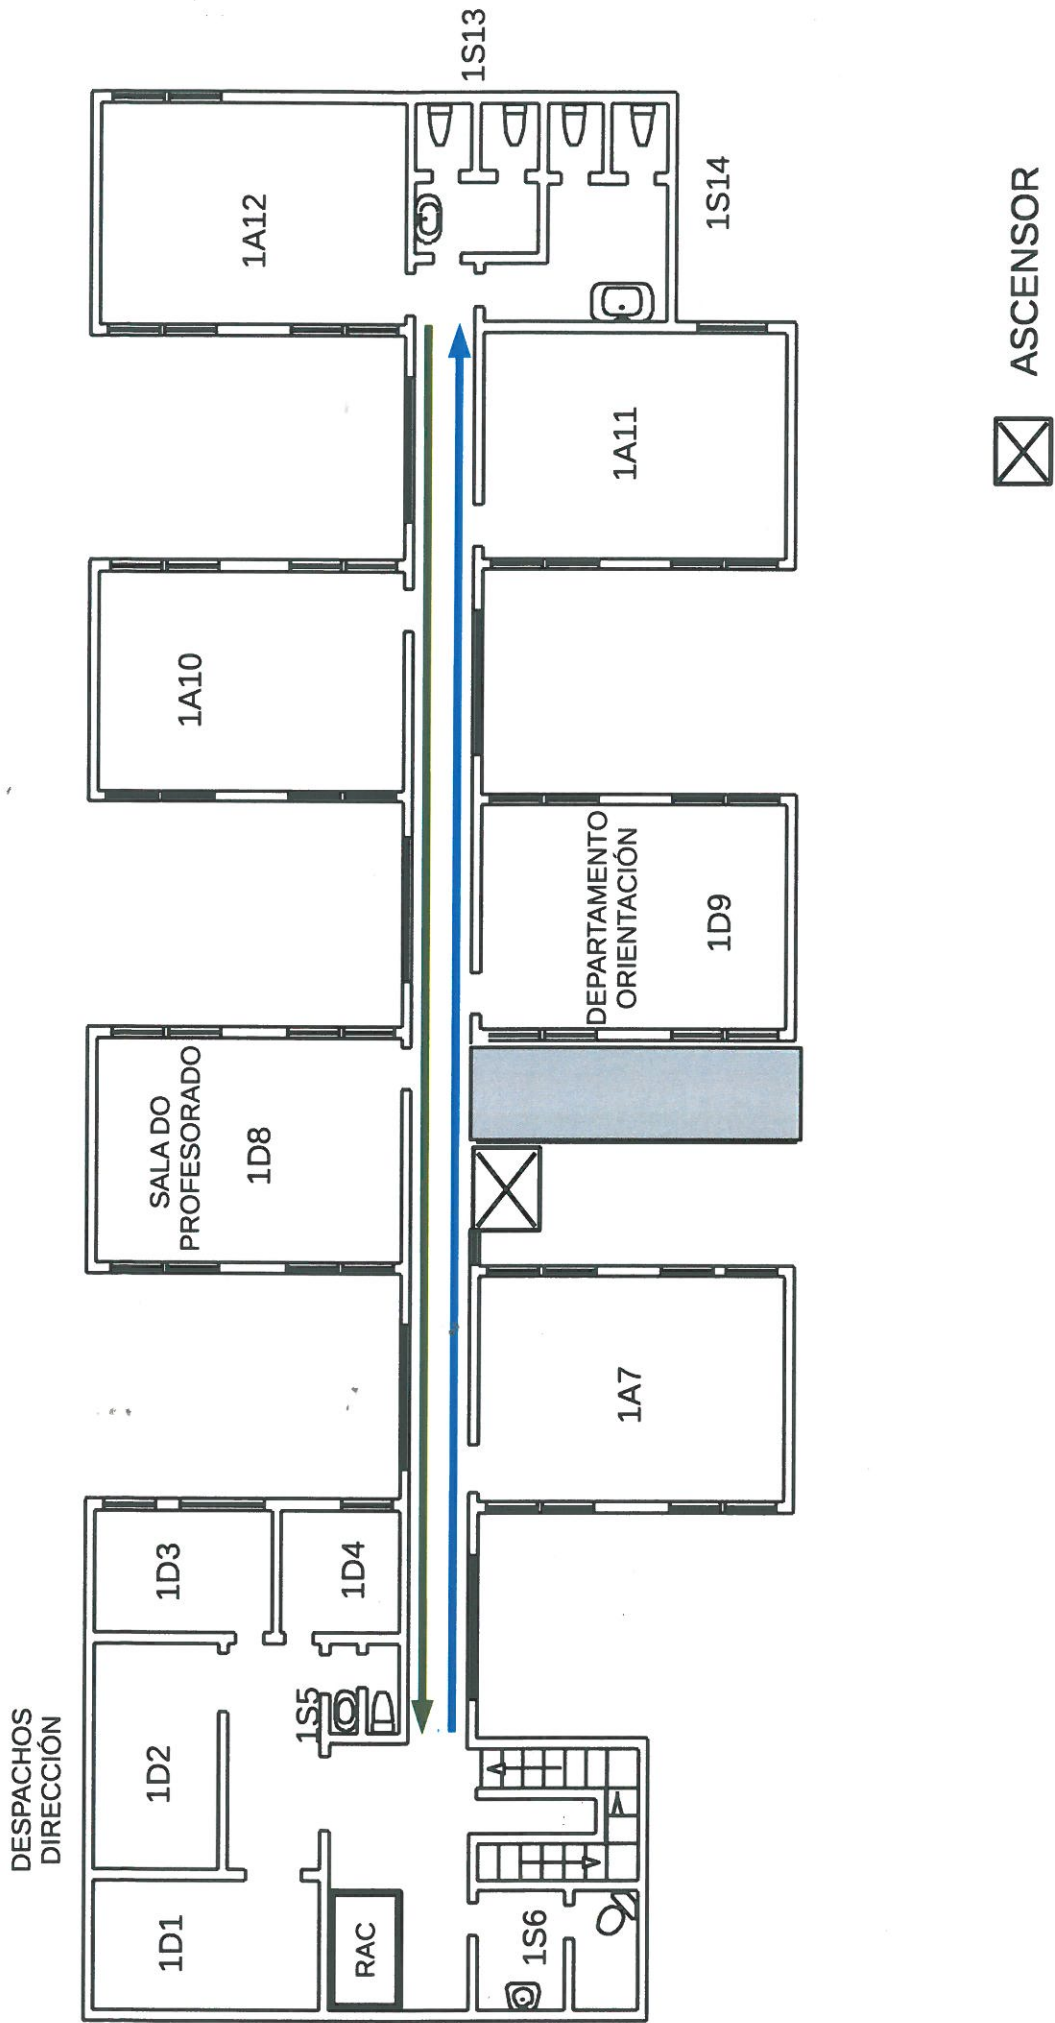 DESPACHOS
DIRECCIÓN
1D1
1D2
1D3
1D4
1S5
RAC
1S6
SALA DO
PROFESORADO
1D8
1A7
1A10
DEPARTAMENTO
ORIENTACIÓN
1D9
1A12
1A11
1S13
1S14
ASCENSOR